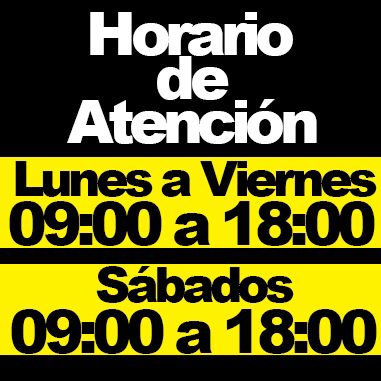 Horario
de
Atención
Lunes a Viernes
09:00 a 18:00
Sábados
09:00 a 18:00